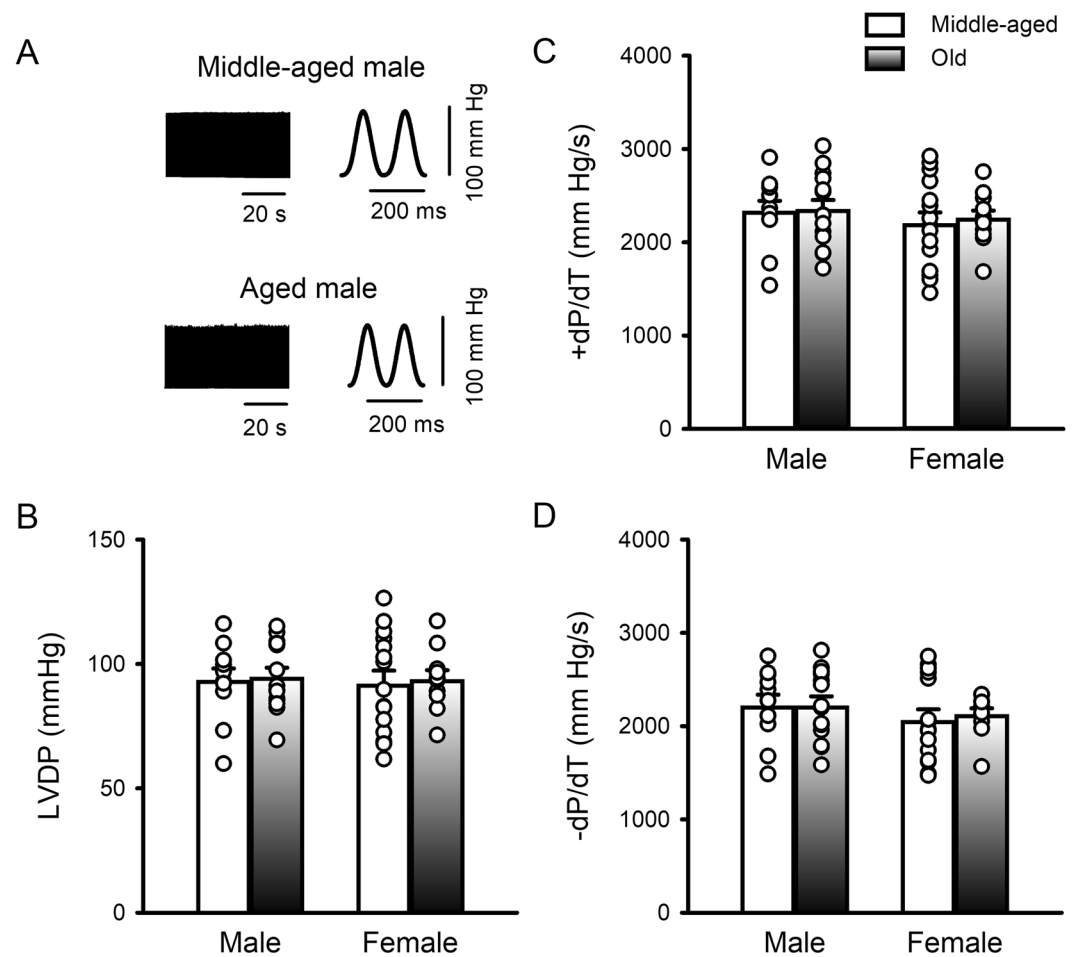 A
Middle-aged male
100 mm Hg
20 s
200 ms
Aged male
100 mm Hg
20 s
200 ms
Middle-aged
Old
C
4000
3000
2000
1000
0
+dP/dT (mm Hg/s)
Male Female
B
150
100
50
0
LVDP (mmHg)
Male Female
D
4000
3000
2000
1000
0
-dP/dT (mm Hg/s)
Male Female